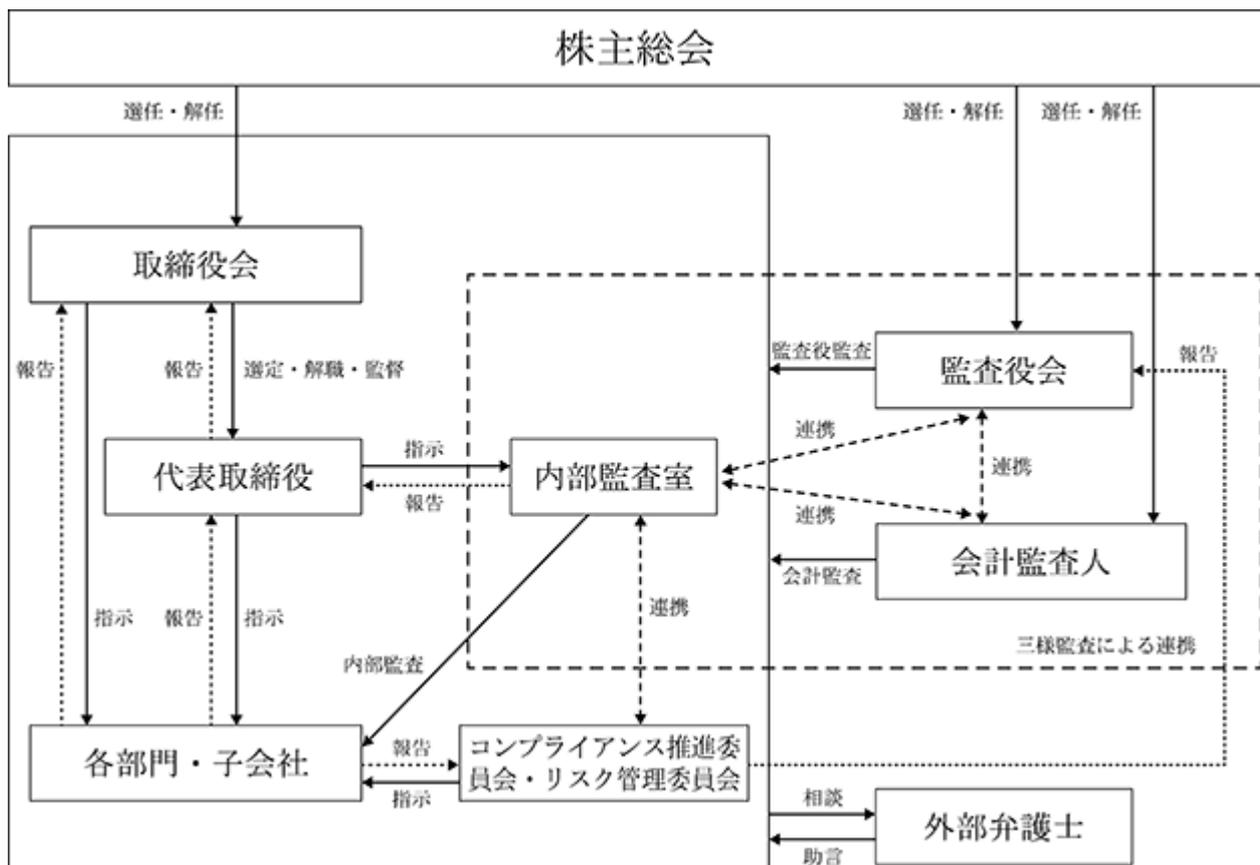 株主総会
選任・解任
選任・解任
選任・解任
取締役会
報告
報告
選定・解職・監督
監査役監査
監査役会
報告
連携
連携
代表取締役
指示
報告
内部監査室
連携
会計監査人
会計監査
指示
報告
指示
連携
内部監査
三様監査による連携
各部門・子会社
報告
指示
コンプライアンス推進委
員会・リスク管理委員会
相談
助言
外部弁護士